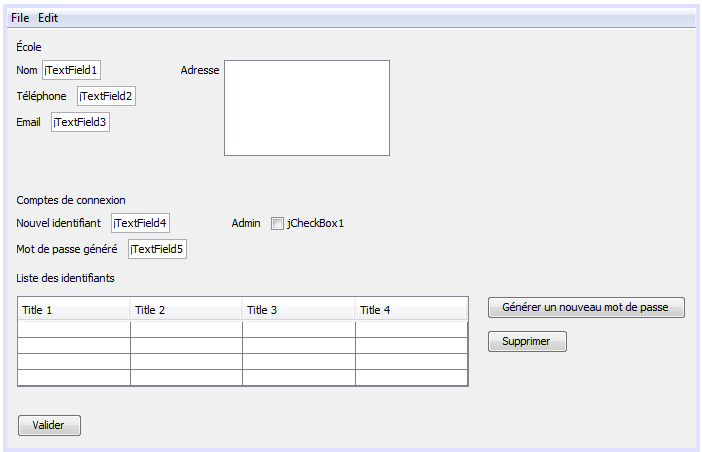 File Edit
École
Nom jTextField1 Adresse
Téléphone jTextField2
Email jTextField3
Comptes de connexion
Nouvel identifiant jTextField4 Admin jCheckBox1
Mot de passe généré jTextField5
Liste des identifiants
Title 1 Title 2 Title 3 Title 4
Générer un nouveau mot de passe
Supprimer
Valider